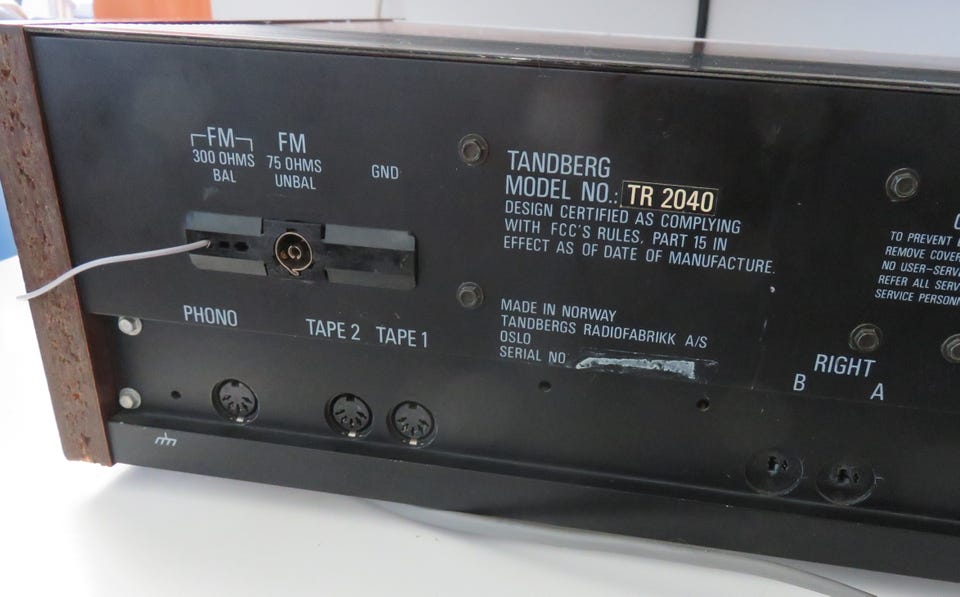 FM
300 OHMS
BAL
FM
75 OHMS
UNBAL
GND
TANDBERG
MODEL NO.: TR 2040
DESIGN CERTIFIED AS COMPLYING
WITH FCC'S RULES, PART 15 IN
EFFECT AS OF DATE OF MANUFACTURE.
MADE IN NORWAY
TANDBERGS RADIOFABRIKK A/S
OSLO
SERIAL NO
PHONO
TAPE 2 TAPE 1
TO PREVENT
REMOVE COVER
NO USER-SERV
REFER ALL SERV
SERVICE PERSONN
RIGHT
B A